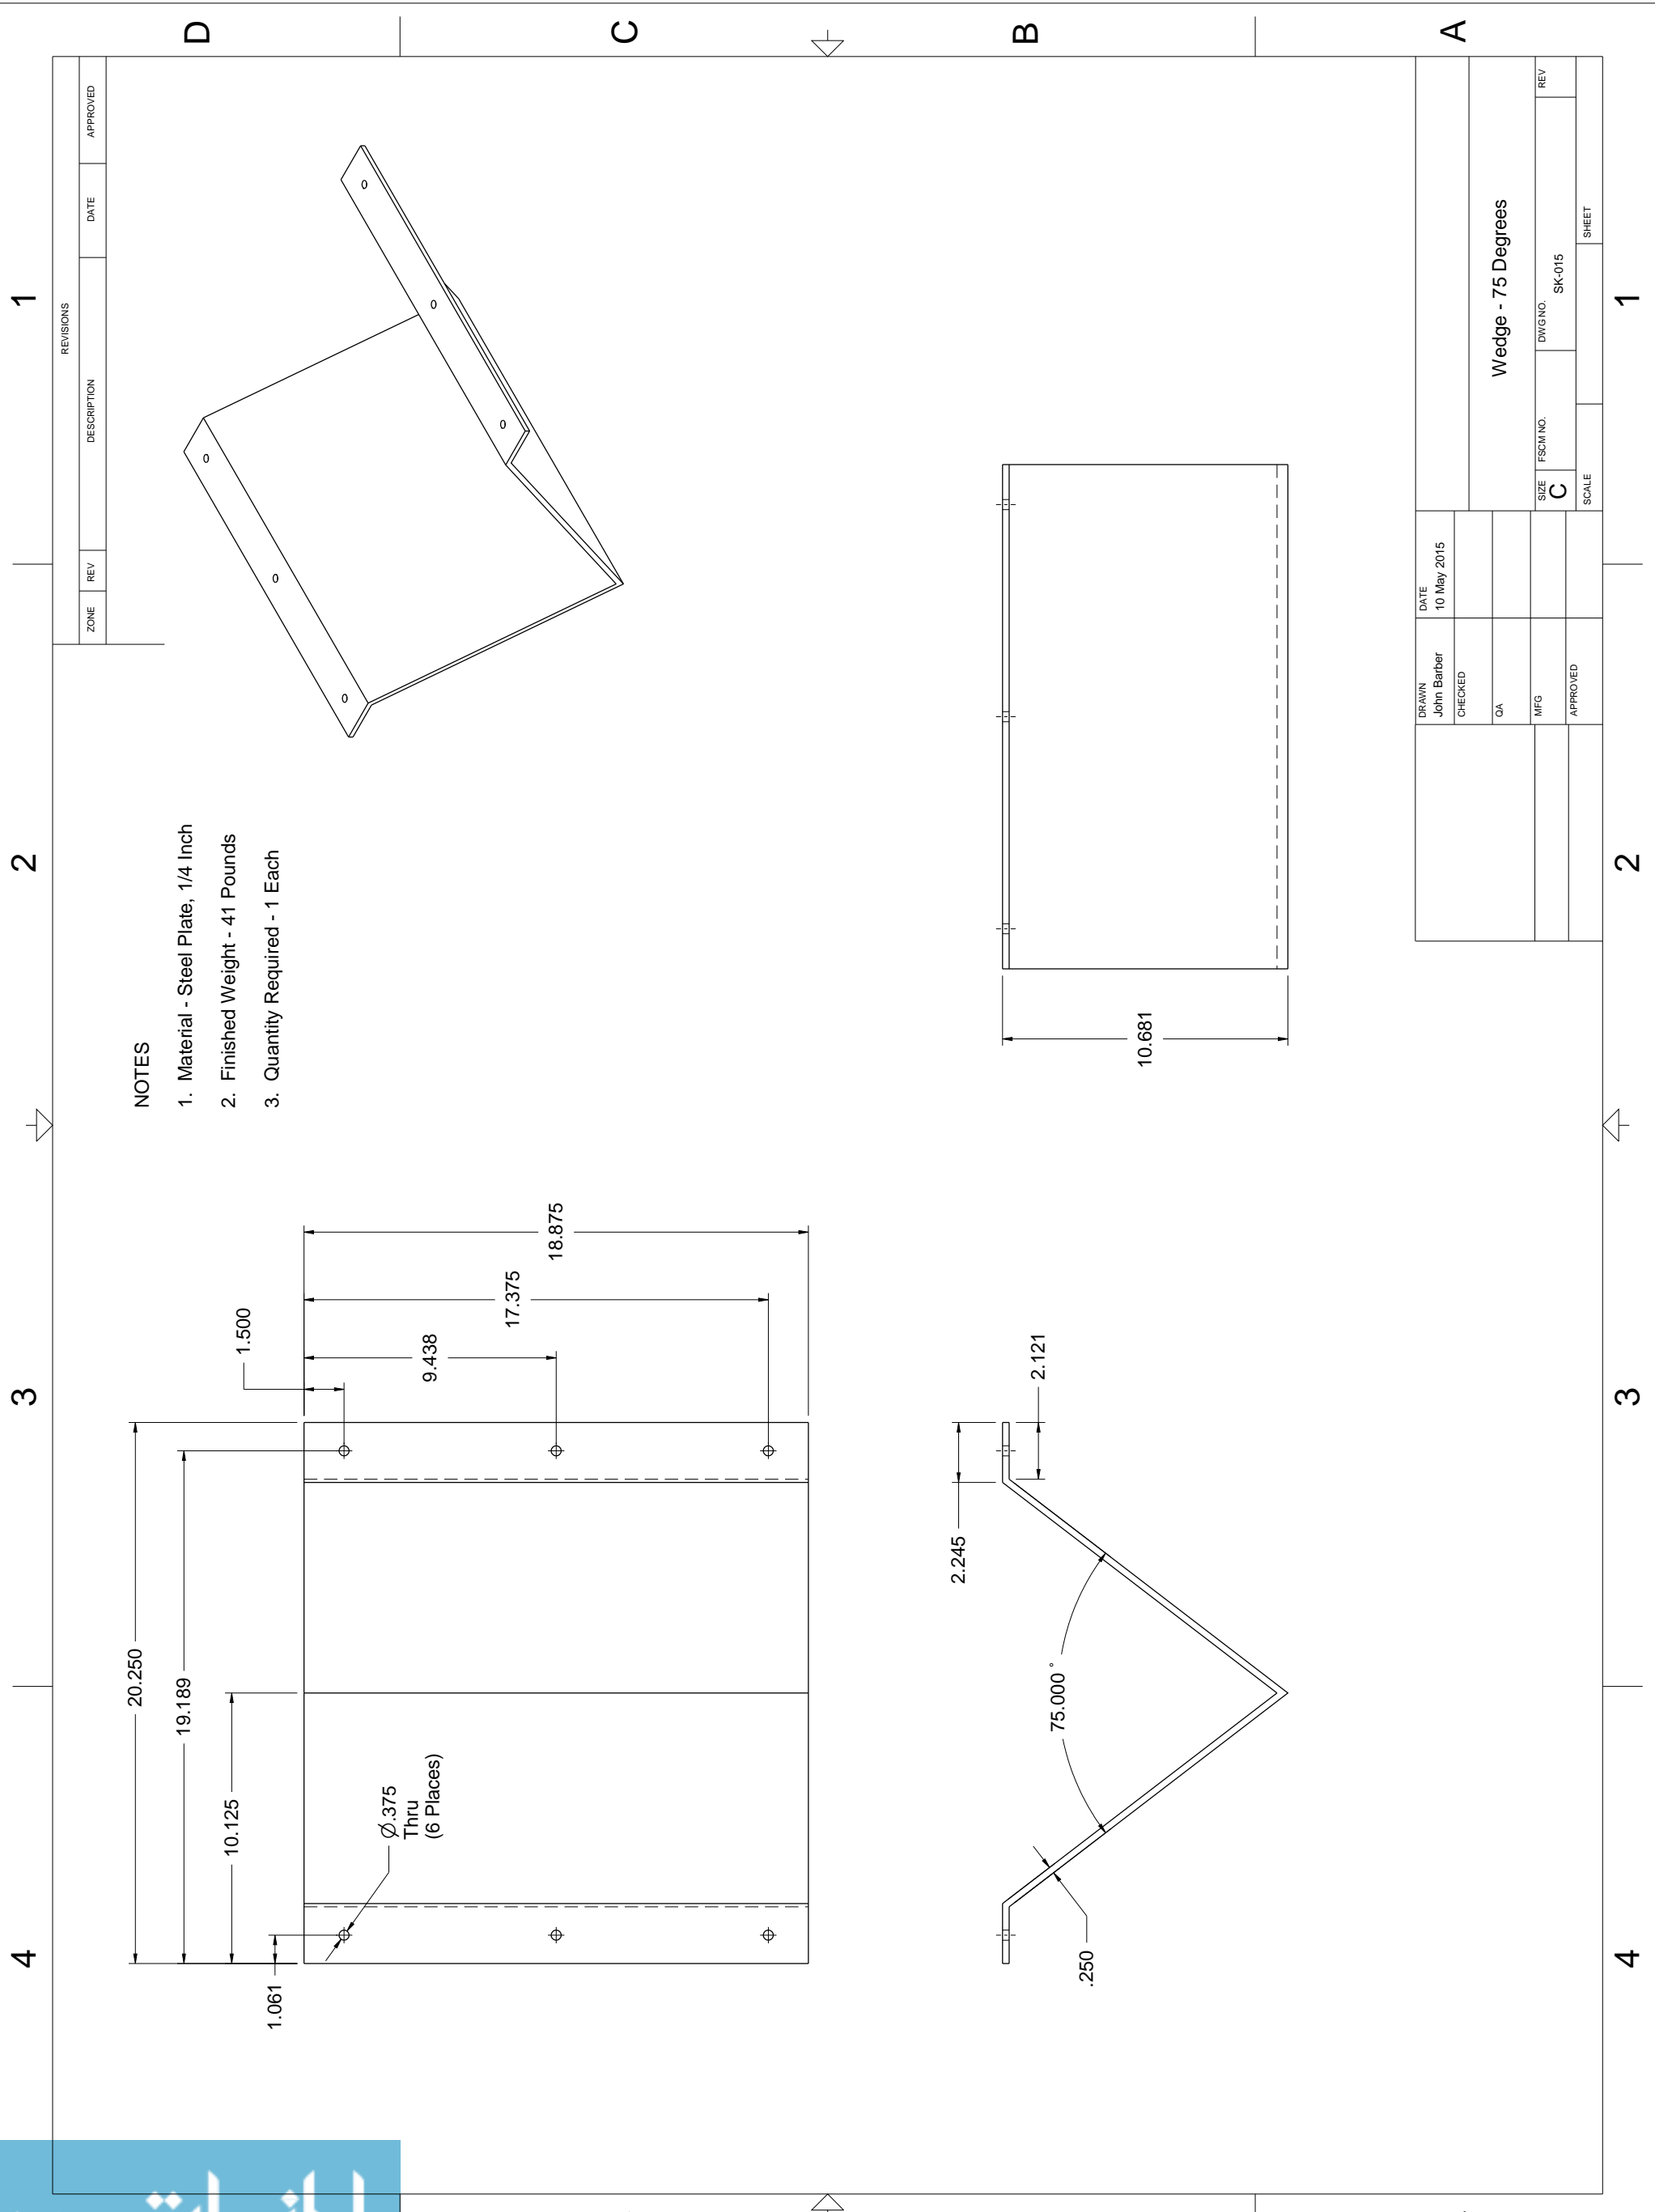 4
3
2
1
D
C
B
A
REVISIONS
ZONE
REV
DESCRIPTION
DATE
APPROVED
NOTES
1. Material - Steel Plate, 1/4 Inch
2. Finished Weight - 41 Pounds
3. Quantity Required - 1 Each
20.250
19.189
10.125
1.061
Ø.375
Thru
(6 Places)
1.500
9.438
17.375
18.875
2.245
2.121
75.000°
.250
10.681
DRAWN
John Barber
DATE
10 May 2015
CHECKED
QA
MFG
APPROVED
Wedge - 75 Degrees
SIZE
C
FSCM NO.
DWG NO.
SK-015
REV
SCALE
SHEET
4
3
2
1